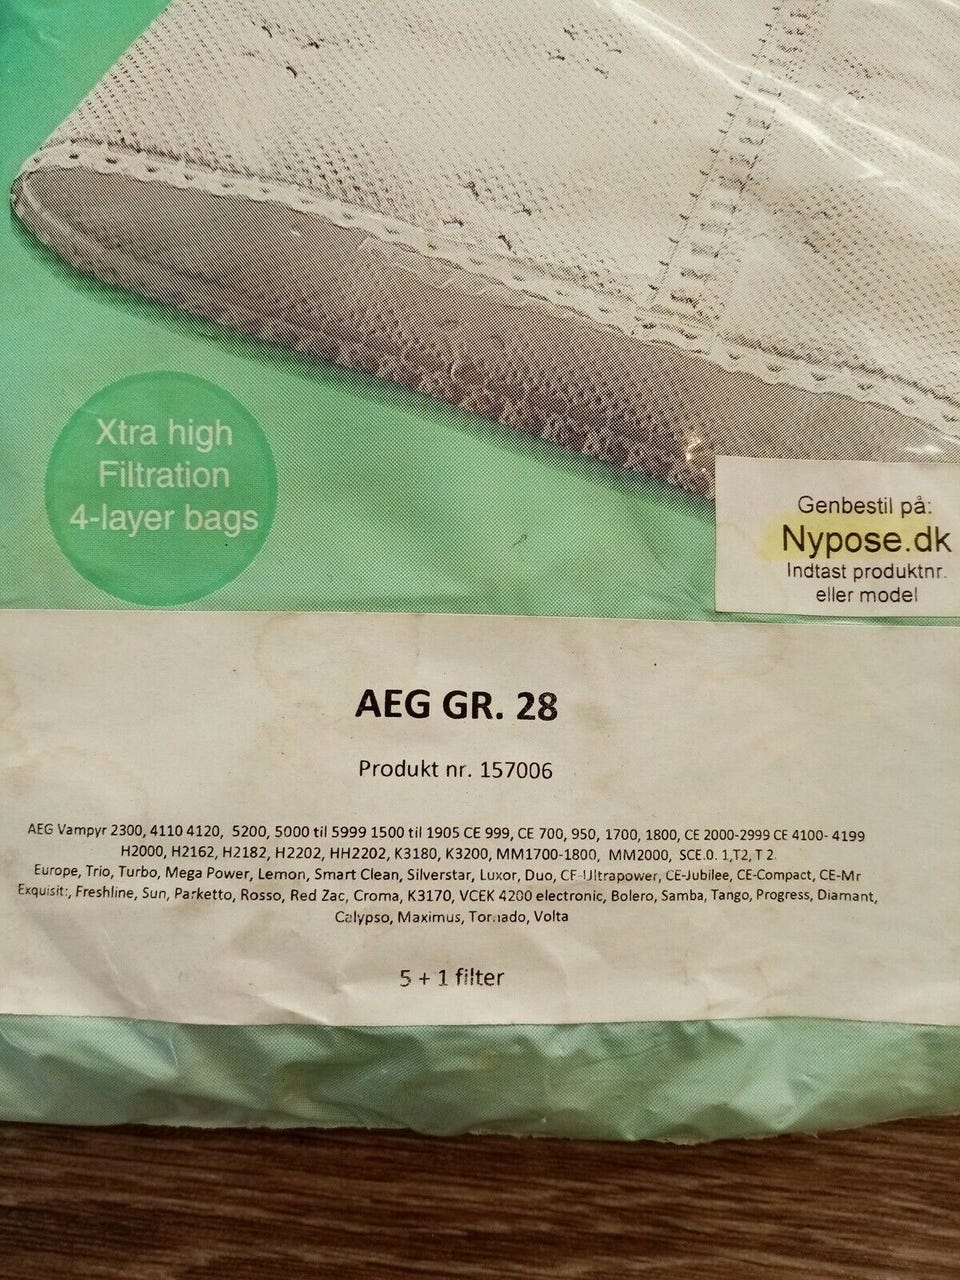 Xtra high
Filtration
4-layer bags
Genbestil på:
Nypose.dk
Indtast produktnr.
eller model
AEG GR. 28
Produkt nr. 157006
AEG Vampyr 2300, 4110 4120, 5200, 5000 til 5999 1500 til 1905 CE 999, CE 700, 950, 1700, 1800, CE 2000-2999 CE 4100- 4199
H2000, H2162, H2182, H2202, HH2202, K3180, K3200, MM1700-1800, MM2000, SCE.0. 1,T2, T 2.
Europe, Trio, Turbo, Mega Power, Lemon, Smart Clean, Silverstar, Luxor, Duo, CE-Ultrapower, CE-Jubilee, CE-Compact, CE-Mr
Exquisit:, Freshline, Sun, Parketto, Rosso, Red Zac, Croma, K3170, VCEK 4200 electronic, Bolero, Samba, Tango, Progress, Diamant,
Calypso, Maximus, Tornado, Volta
5 + 1 filter